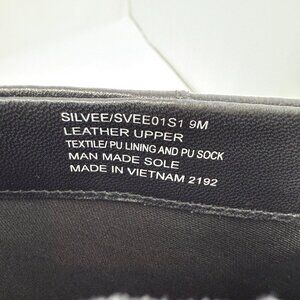 SILVEE/SVEE01S1 9M
LEATHER UPPER
TEXTILE/ PU LINING AND PU SOCK
MAN MADE SOLE
MADE IN VIETNAM 2192